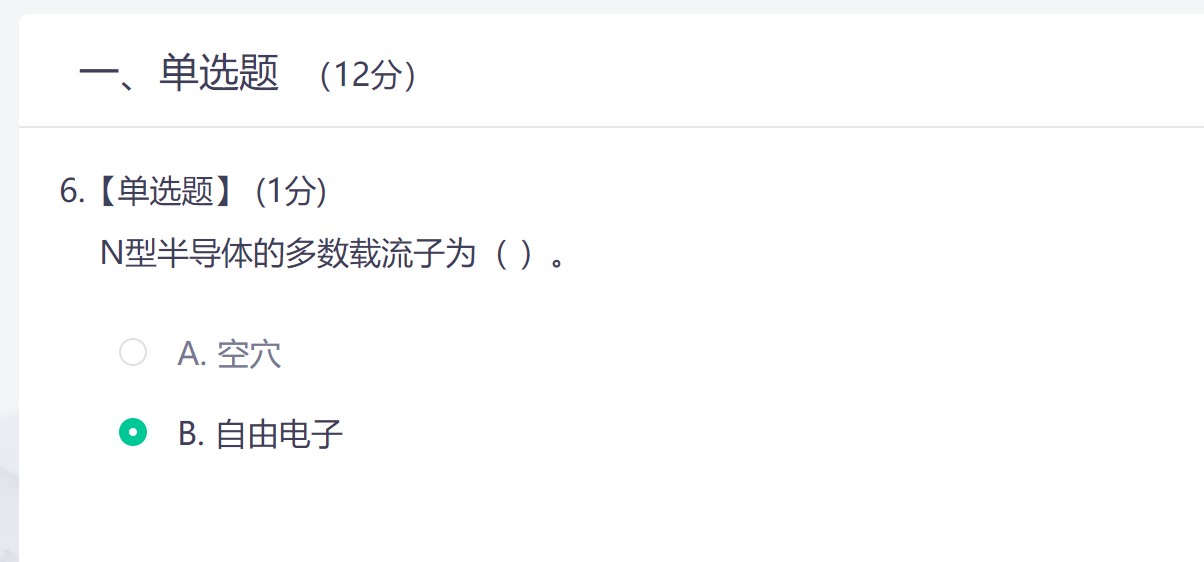 一、单选题 （12分）
6.【单选题】 (1分)
N型半导体的多数载流子为（ ）。
A. 空穴
B. 自由电子